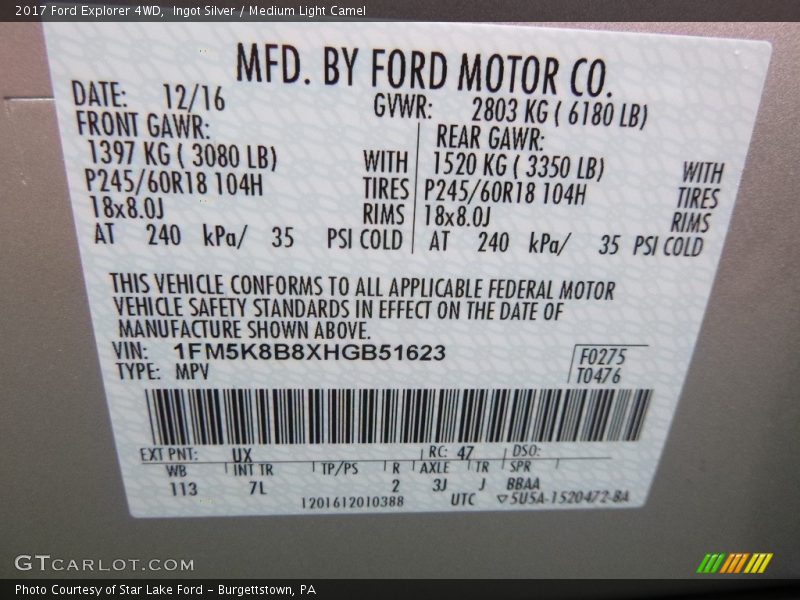 2017 Ford Explorer 4WD,  Ingot Silver / Medium Light Camel
MFD. BY FORD MOTOR CO.
DATE: 12/16 GVWR: 2803 KG ( 6180 LB)
FRONT GAWR: REAR GAWR:
1397 KG ( 3080 LB) WITH 1520 KG ( 3350 LB) WITH
P245/60R18 104H TIRES P245/60R18 104H TIRES
18x8.0J RIMS 18x8.0J RIMS
AT 240 kPa/ 35 PSI COLD AT 240 kPa/ 35 PSI COLD
THIS VEHICLE CONFORMS TO ALL APPLICABLE FEDERAL MOTOR
VEHICLE SAFETY STANDARDS IN EFFECT ON THE DATE OF
MANUFACTURE SHOWN ABOVE.
VIN: 1FM5K8B8XHGB51623 F0275
TYPE: MPV T0476
EXT PNT: UX RC: 47 DSO:
WB INT TR TP/PS R AXLE TR SPR
113 7L 2 3J J BBAA
1201612010388 UTC ▽5U5A-1520472-BA
GTCARLOT.COM
Photo Courtesy of Star Lake Ford - Burgettstown, PA